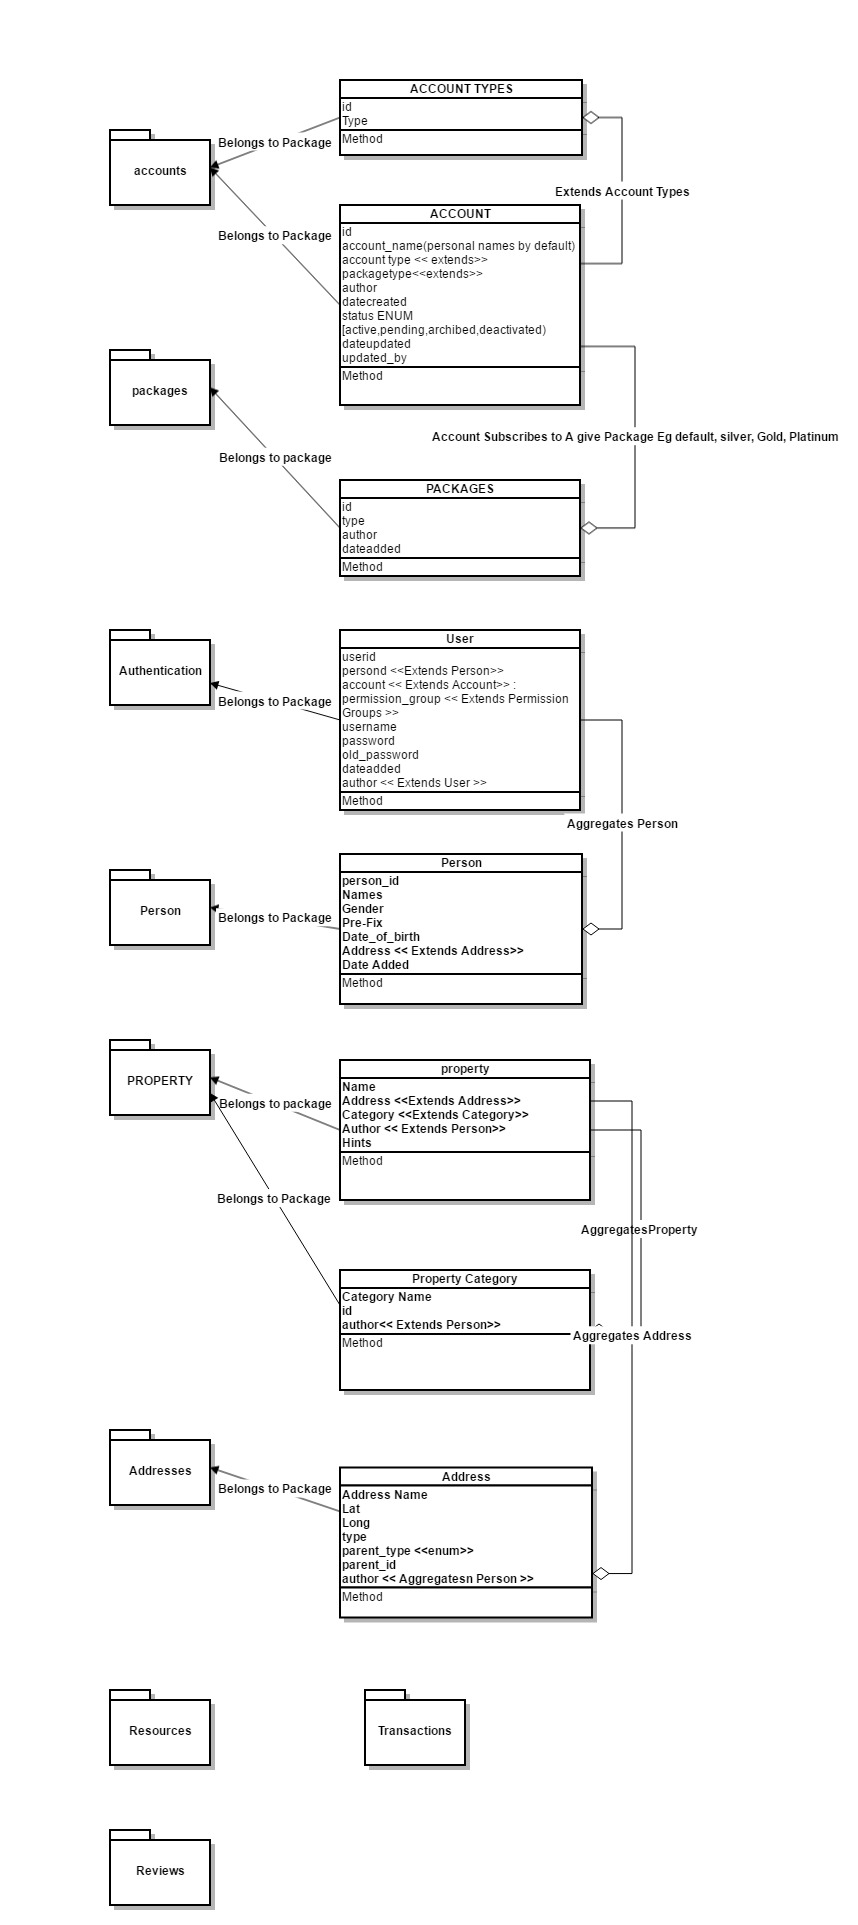 ACCOUNT TYPES
id
Type
Method
Belongs to Package
accounts
Extends Account Types
ACCOUNT
id
account_name(personal names by default)
account type << extends>>
packagetype<<extends>>
author
datecreated
status ENUM
[active,pending,archibed,deactivated)
dateupdated
updated_by
Method
Belongs to Package
packages
Account Subscribes to A give Package Eg default, silver, Gold, Platinum
Belongs to package
PACKAGES
id
type
author
dateadded
Method
Authentication
Belongs to Package
User
userid
persond <<Extends Person>>
account << Extends Account>> :
permission_group << Extends Permission
Groups >>
username
password
old_password
dateadded
author << Extends User >>
Method
Aggregates Person
Person
Belongs to Package
Person
person_id
Names
Gender
Pre-Fix
Date_of_birth
Address << Extends Address>>
Date Added
Method
PROPERTY
Belongs to package
property
Name
Address <<Extends Address>>
Category <<Extends Category>>
Author << Extends Person>>
Hints
Method
Belongs to Package
AggregatesProperty
Property Category
Category Name
id
author<< Extends Person>>
Method
Aggregates Address
Addresses
Belongs to Package
Address
Address Name
Lat
Long
type
parent_type <<enum>>
parent_id
author << Aggregatesn Person >>
Method
Resources
Transactions
Reviews